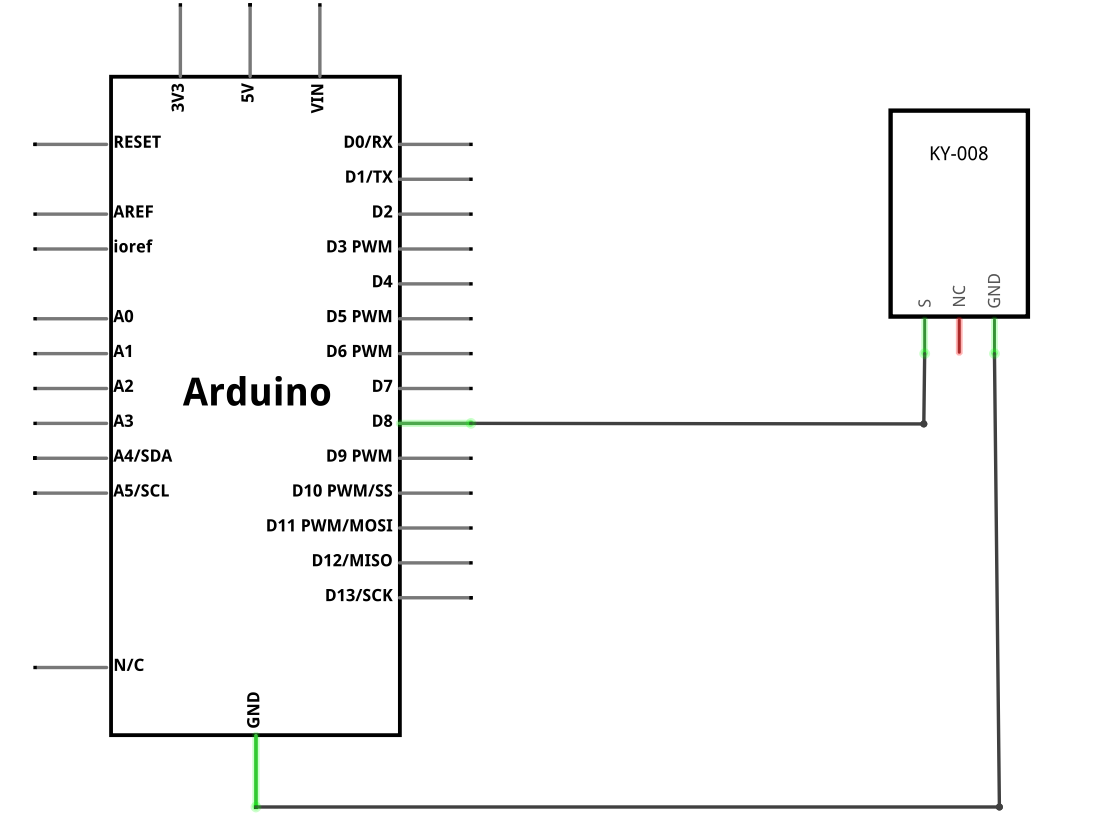 3V3
5V
VIN
RESET
AREF
ioref
A0
A1
A2
A3
A4/SDA
A5/SCL
N/C
Arduino
D0/RX
D1/TX
D2
D3 PWM
D4
D5 PWM
D6 PWM
D7
D8
D9 PWM
D10 PWM/SS
D11 PWM/MOSI
D12/MISO
D13/SCK
GND
KY-008
S
NC
GND